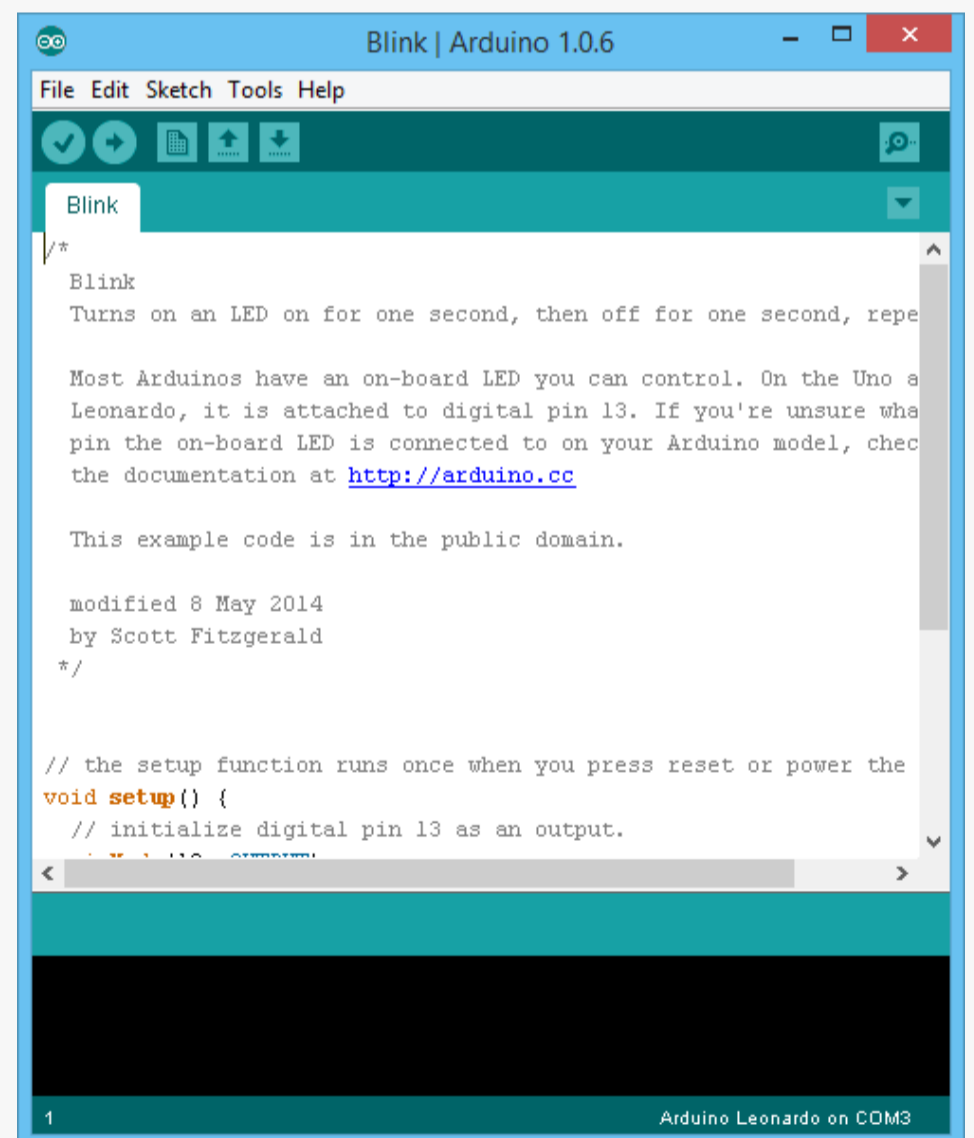 Blink | Arduino 1.0.6
File Edit Sketch Tools Help
Blink
/*
Blink
Turns on an LED on for one second, then off for one second, repe
Most Arduinos have an on-board LED you can control. On the Uno a
Leonardo, it is attached to digital pin 13. If you're unsure wha
pin the on-board LED is connected to on your Arduino model, chec
the documentation at http://arduino.cc
This example code is in the public domain.
modified 8 May 2014
by Scott Fitzgerald
*/
// the setup function runs once when you press reset or power the
void setup() {
// initialize digital pin 13 as an output.
1
Arduino Leonardo on COM3